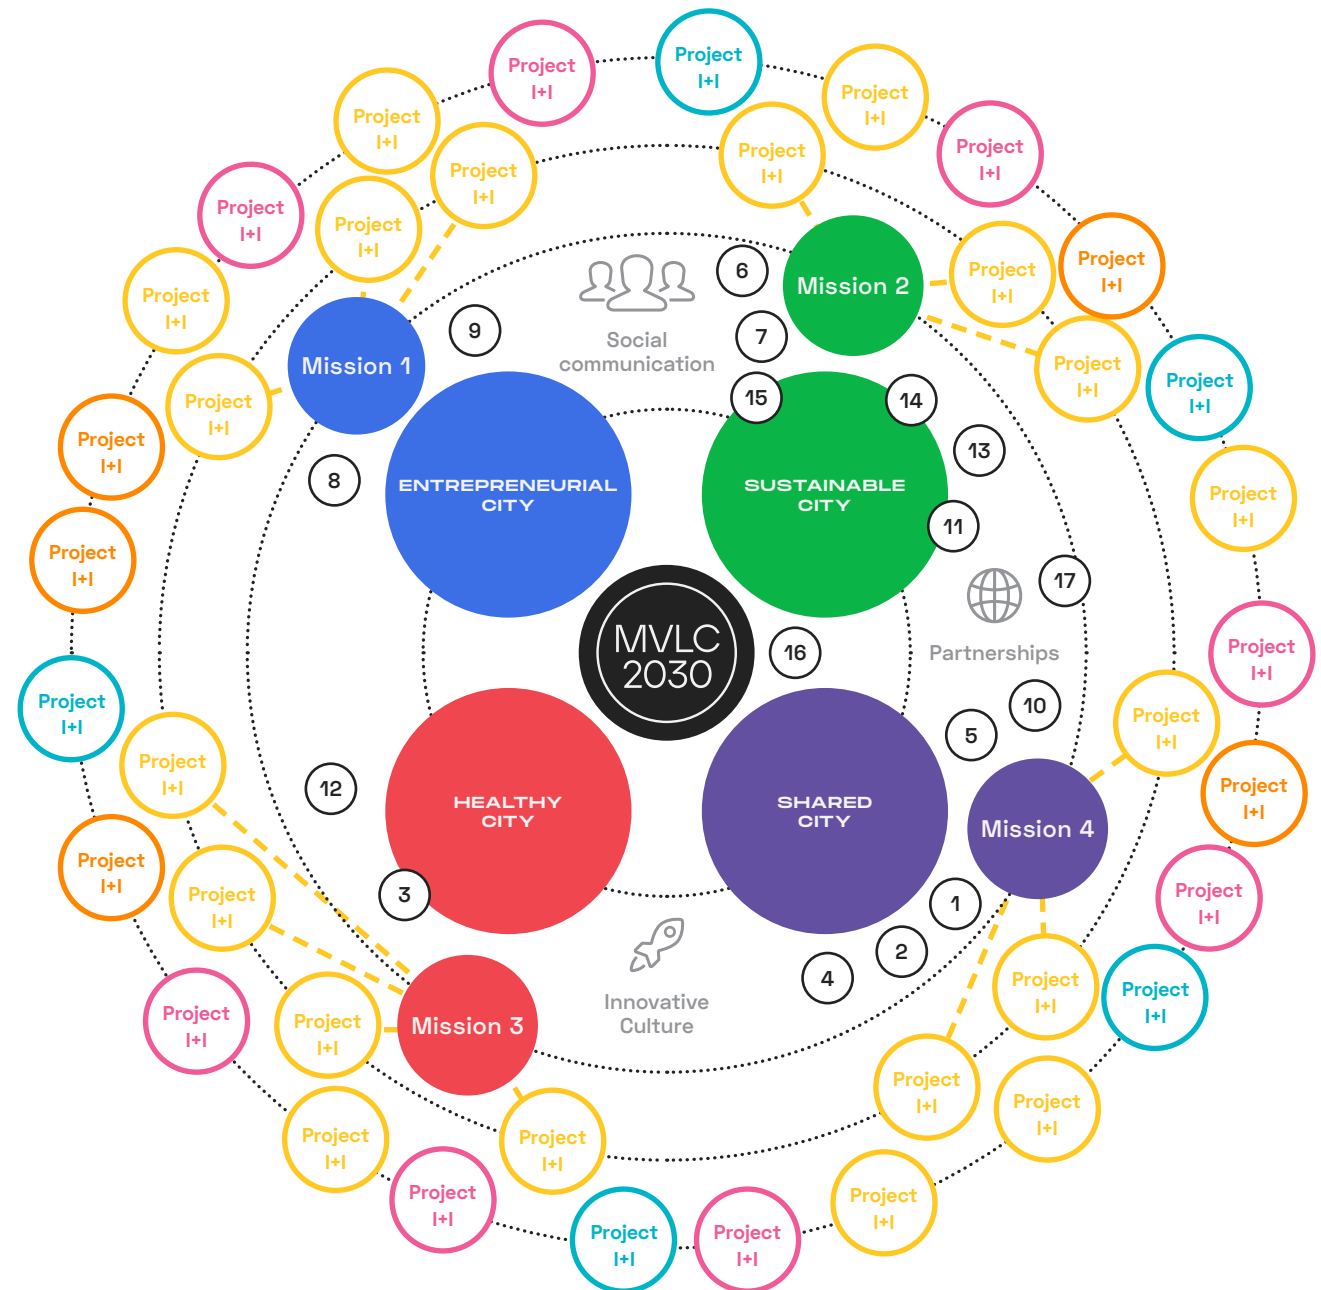 Project
I+I
Project
I+I
Project
I+I
Project
I+I
Project
I+I
Project
I+I
Project
I+I
Project
I+I
Project
I+I
Project
I+I
Project
I+I
6
Mission 2
Project
I+I
9
Social
communication
7
Project
I+I
Mission 1
Project
I+I
15
14
Project
I+I
Project
I+I
13
8
ENTREPRENEURIAL
CITY
SUSTAINABLE
CITY
Project
I+I
11
Project
I+I
17
MVLC
2030
16
Partnerships
Project
I+I
Project
I+I
10
Project
I+I
5
Project
I+I
12
Project
I+I
HEALTHY
CITY
SHARED
CITY
Mission 4
Project
I+I
3
Project
I+I
Project
I+I
1
2
4
Project
I+I
Project
I+I
Innovative
Culture
Project
I+I
Project
I+I
Mission 3
Project
I+I
Project
I+I
Project
I+I
Project
I+I
Project
I+I
Project
I+I
Project
I+I
Project
I+I